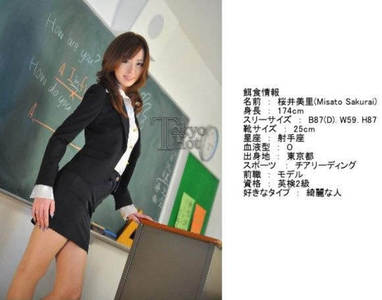 How are you?
How do
Tokyo
Hot
餌食情報
名前 ： 桜井美里(Misato Sakurai)
身長 ： 174cm
スリーサイズ ： B87(D). W59. H87
靴サイズ ： 25cm
星座 ： 射手座
血液型 ： O
出身地 ： 東京都
スポーツ ： チアリーディング
前職 ： モデル
資格 ： 英検2級
好きなタイプ ： 綺麗な人